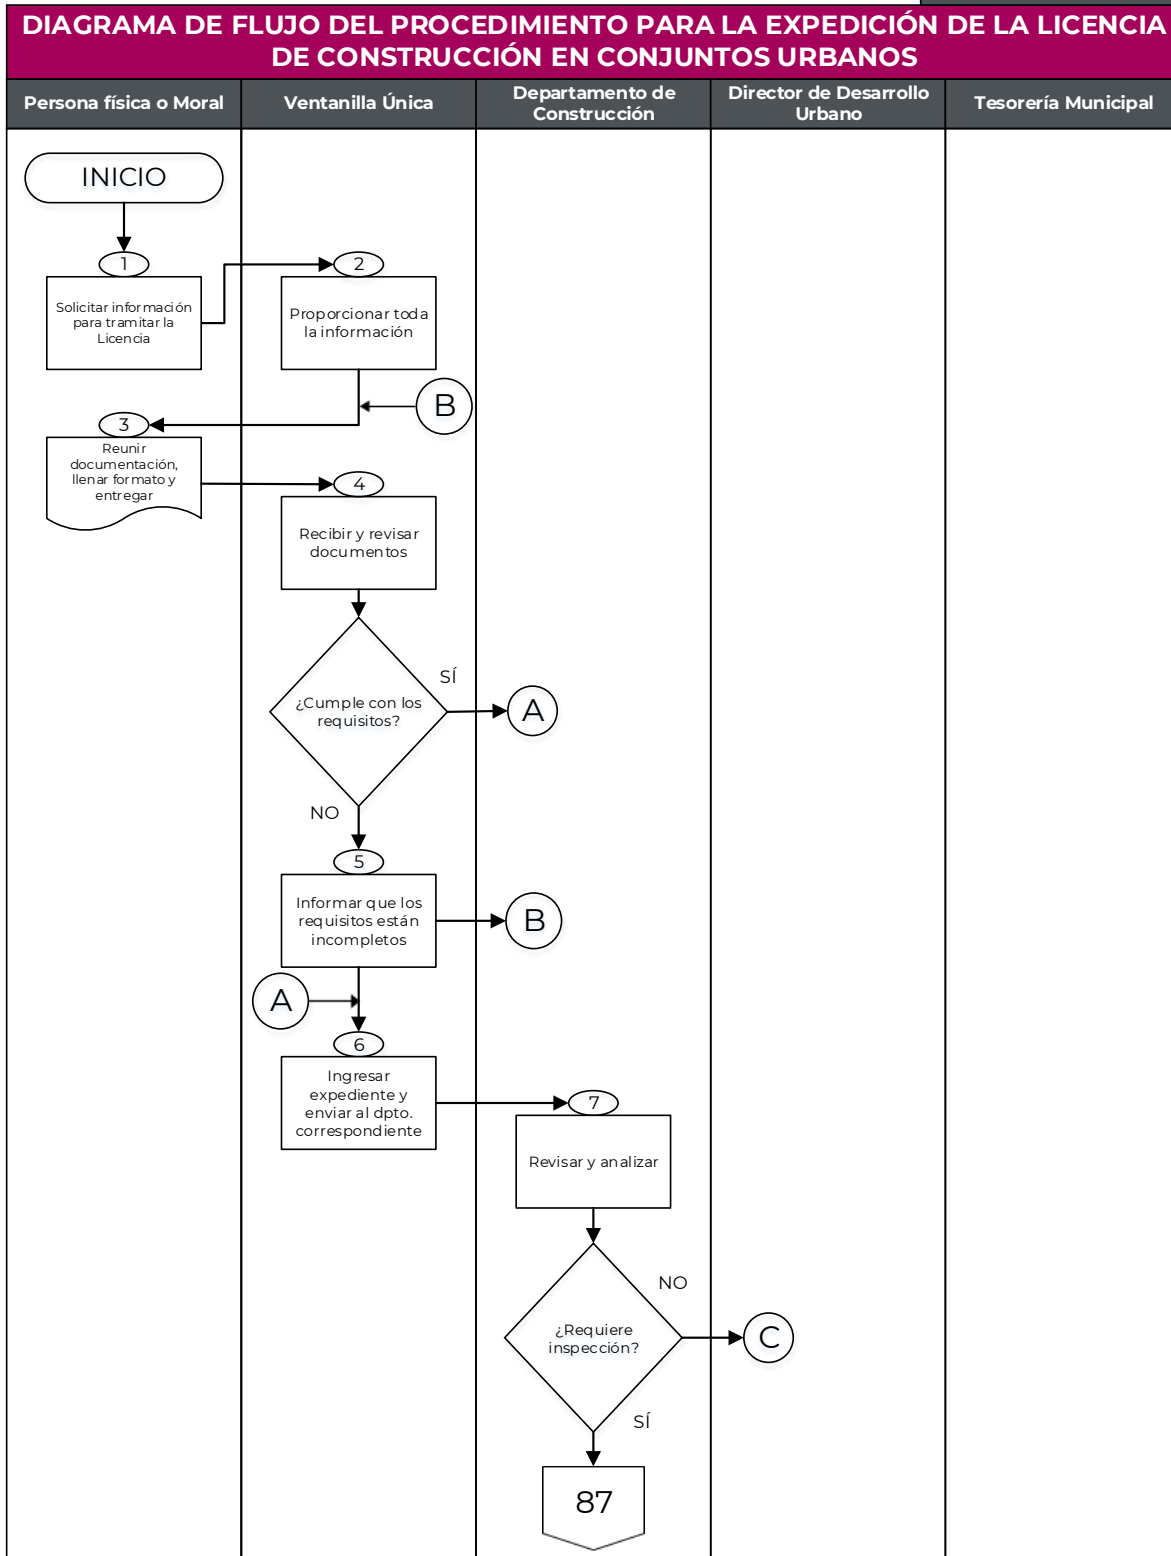 DIAGRAMA DE FLUJO DEL PROCEDIMIENTO PARA LA EXPEDICIÓN DE LA LICENCIA
DE CONSTRUCCIÓN EN CONJUNTOS URBANOS
Persona física o Moral
Ventanilla Única
Departamento de
Construcción
Director de Desarrollo
Urbano
Tesorería Municipal
INICIO
1
Solicitar información
para tramitar la
Licencia
2
Proporcionar toda
la información
B
3
Reunir
documentación,
llenar formato y
entregar
4
Recibir y revisar
documentos
¿Cumple con los
requisitos?
SÍ
A
NO
5
Informar que los
requisitos están
incompletos
B
A
6
Ingresar
expediente y
enviar al dpto.
correspondiente
7
Revisar y analizar
¿Requiere
inspección?
NO
C
SÍ
87